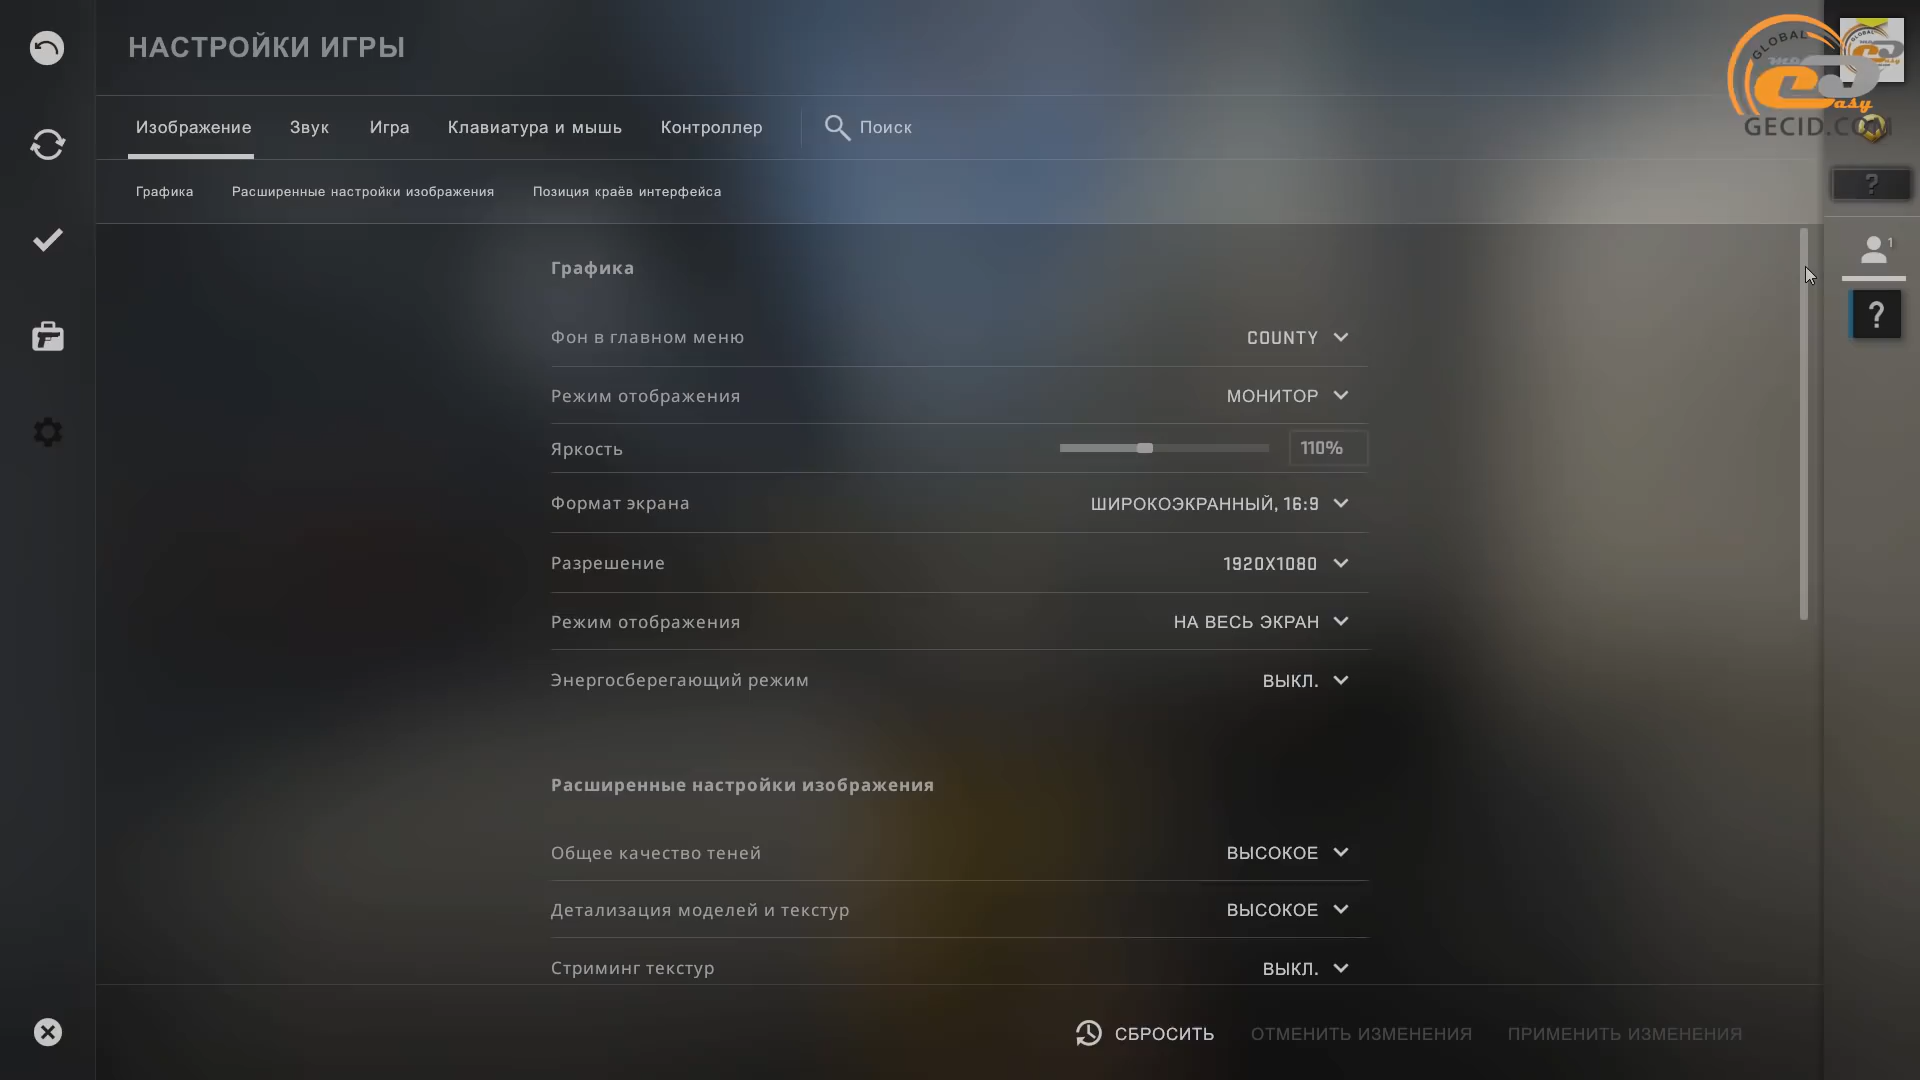 НАСТРОЙКИ ИГРЫ
GLOBAL
easy
GECID.COM
Изображение Звук Игра Клавиатура и мышь Контроллер Поиск
?
Графика Расширенные настройки изображения Позиция краёв интерфейса
1
?
Графика
Фон в главном меню COUNTY
Режим отображения МОНИТОР
Яркость 110%
Формат экрана ШИРОКОЭКРАННЫЙ, 16:9
Разрешение 1920X1080
Режим отображения НА ВЕСЬ ЭКРАН
Энергосберегающий режим ВЫКЛ.
Расширенные настройки изображения
Общее качество теней ВЫСОКОЕ
Детализация моделей и текстур ВЫСОКОЕ
Стриминг текстур ВЫКЛ.
СБРОСИТЬ ОТМЕНИТЬ ИЗМЕНЕНИЯ ПРИМЕНИТЬ ИЗМЕНЕНИЯ